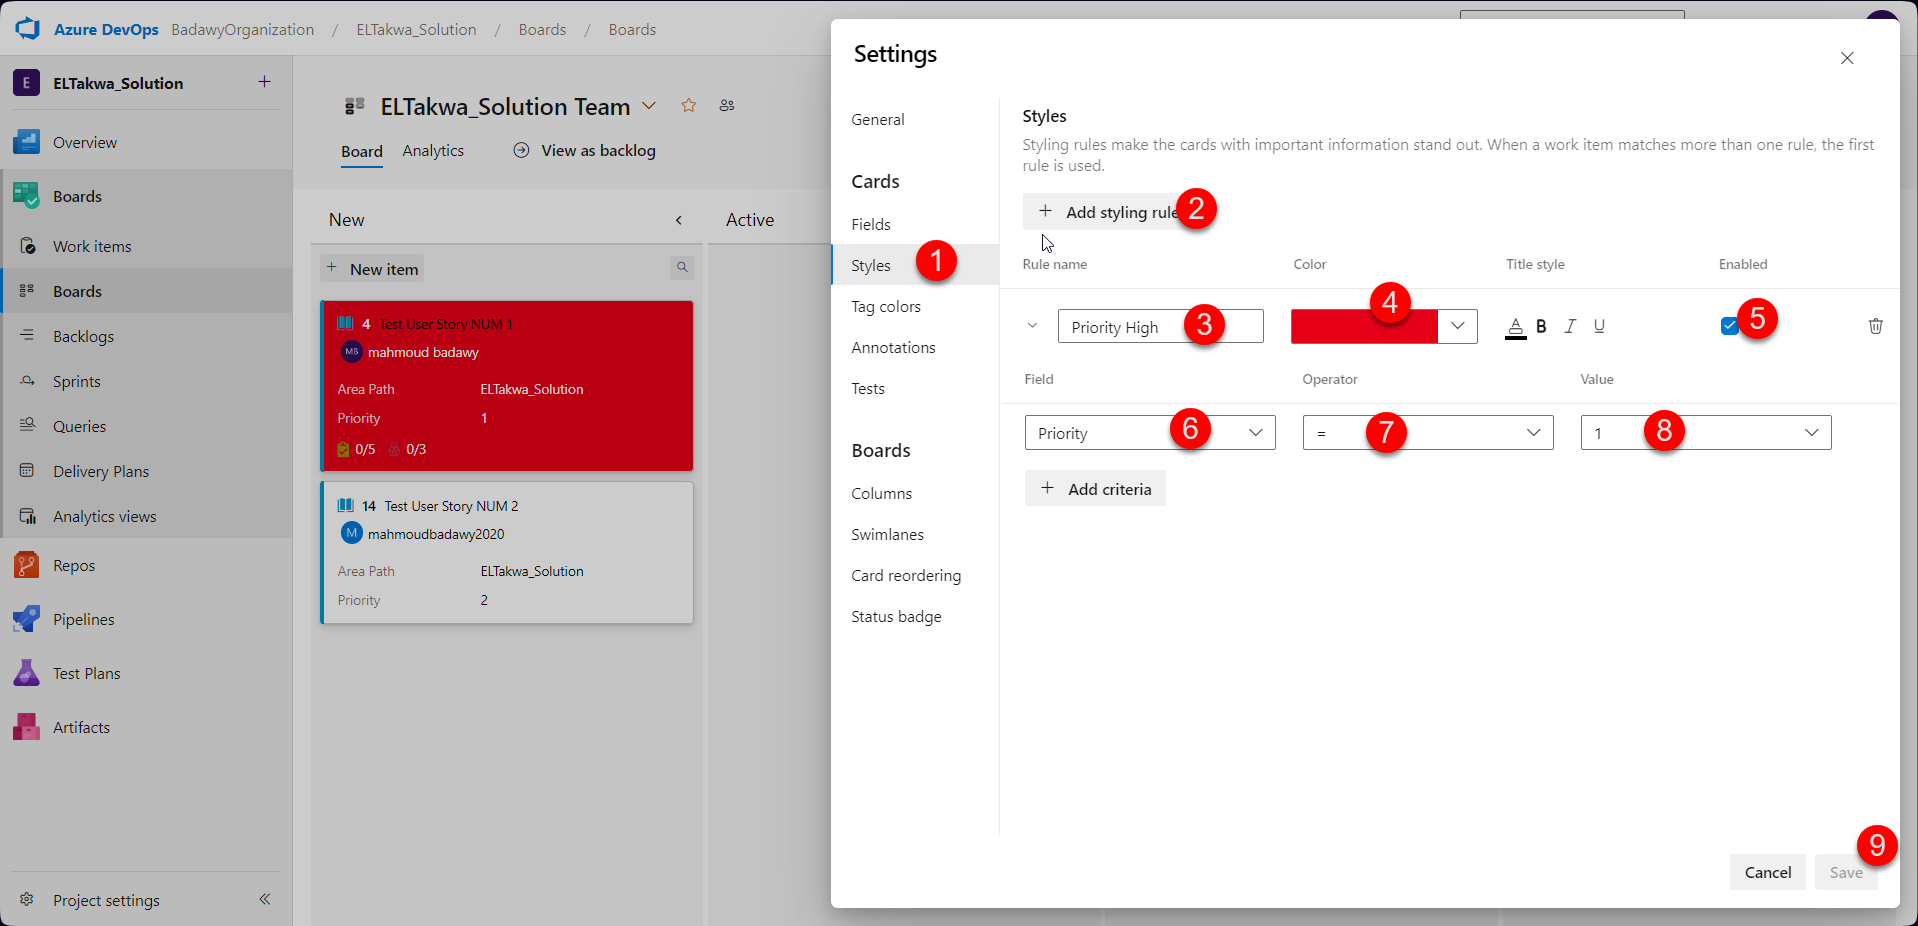 Azure DevOps BadawyOrganization / ELTakwa_Solution / Boards / Boards
E ELTakwa_Solution +
Overview
Boards
Work items
Boards
Backlogs
Sprints
Queries
Delivery Plans
Analytics views
Repos
Pipelines
Test Plans
Artifacts
Project settings
ELTakwa_Solution Team
Board Analytics View as backlog
New Active
+ New item
4 Test User Story NUM 1
MB mahmoud badawy
Area Path ELTakwa_Solution
Priority 1
0/5 0/3
14 Test User Story NUM 2
M mahmoudbadawy2020
Area Path ELTakwa_Solution
Priority 2
Settings
General
Cards
Fields
Styles 1
Tag colors
Annotations
Tests
Boards
Columns
Swimlanes
Card reordering
Status badge
Styles
Styling rules make the cards with important information stand out. When a work item matches more than one rule, the first
rule is used.
+ Add styling rule 2
Rule name Color Title style Enabled
Priority High 3 4 A B I U 5
Field Operator Value
Priority 6 = 7 1 8
+ Add criteria
9
Cancel Save